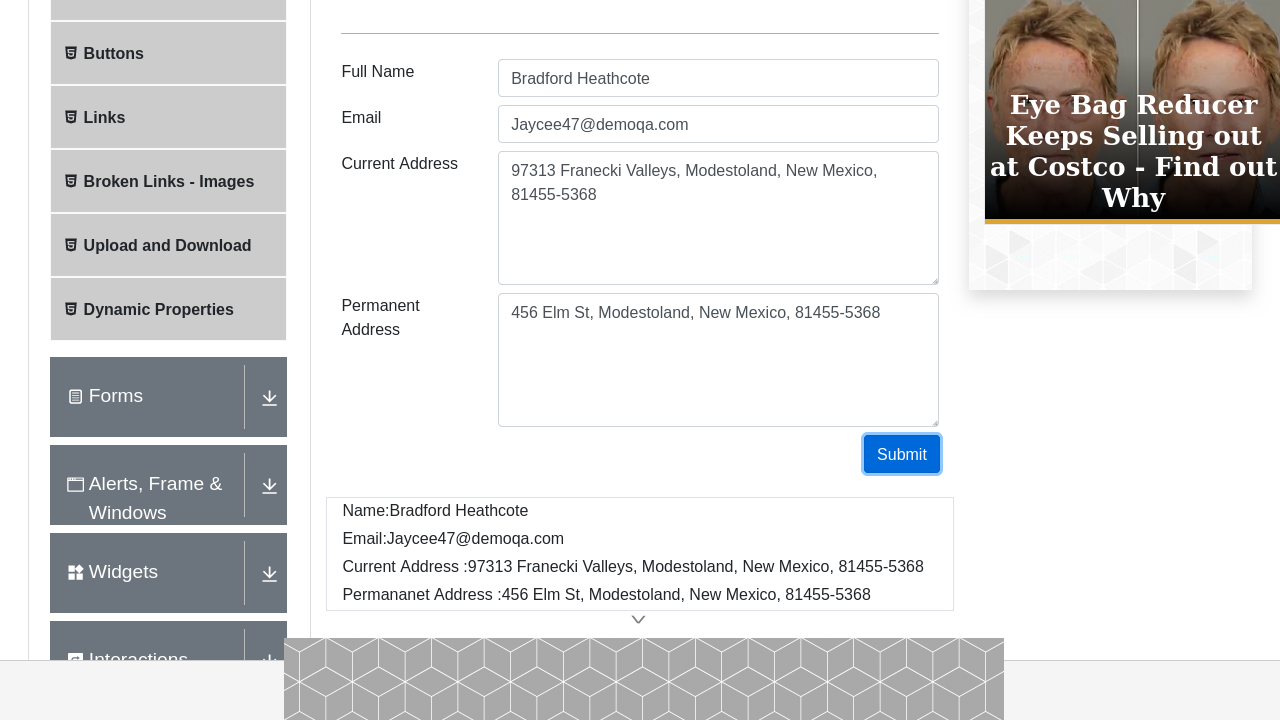 Buttons
Links
Broken Links - Images
Upload and Download
Dynamic Properties
Forms
Alerts, Frame &
Windows
Widgets
Interactions
Full Name
Bradford Heathcote
Email
Jaycee47@demoqa.com
Current Address
97313 Franecki Valleys, Modestoland, New Mexico,
81455-5368
Permanent
Address
456 Elm St, Modestoland, New Mexico, 81455-5368
Submit
Name:Bradford Heathcote
Email:Jaycee47@demoqa.com
Current Address :97313 Franecki Valleys, Modestoland, New Mexico, 81455-5368
Permananet Address :456 Elm St, Modestoland, New Mexico, 81455-5368
Eye Bag Reducer
Keeps Selling out
at Costco - Find out
Why